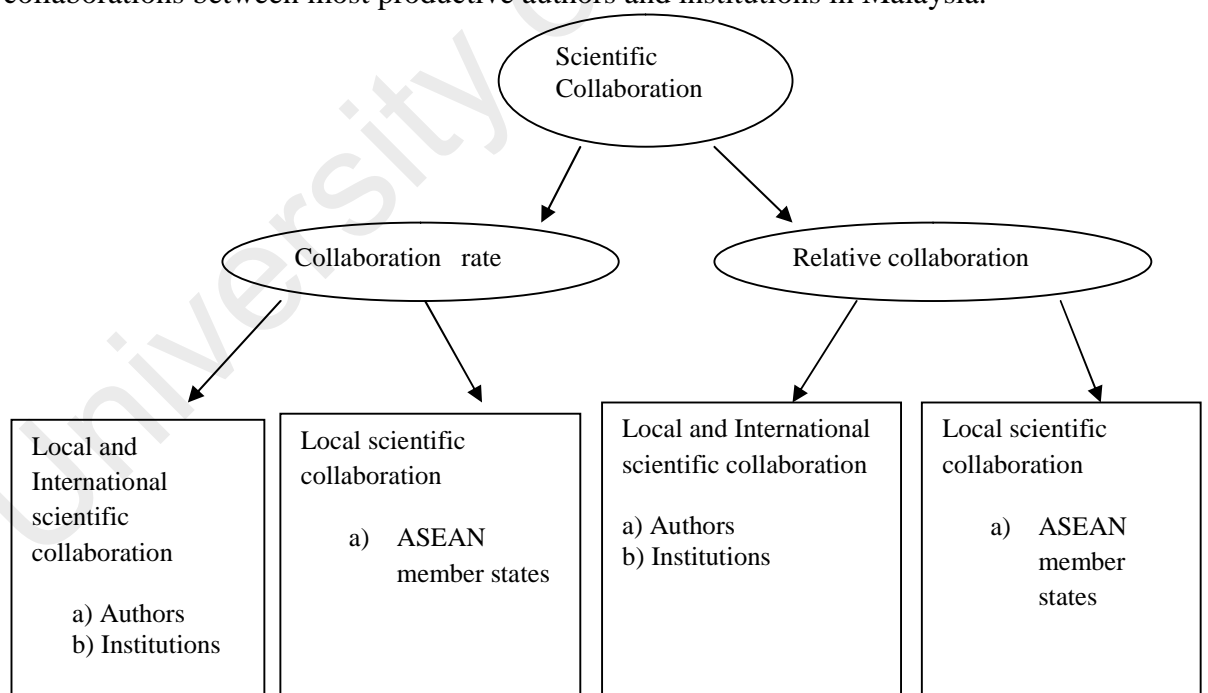 collaborations between most productive authors and institutions in Malaysia.
Scientific
Collaboration
Collaboration rate
Relative collaboration
Local and
International
scientific
collaboration
a) Authors
b) Institutions
Local scientific
collaboration
a) ASEAN
member states
Local and International
scientific collaboration
a) Authors
b) Institutions
Local scientific
collaboration
a) ASEAN
member
states
University